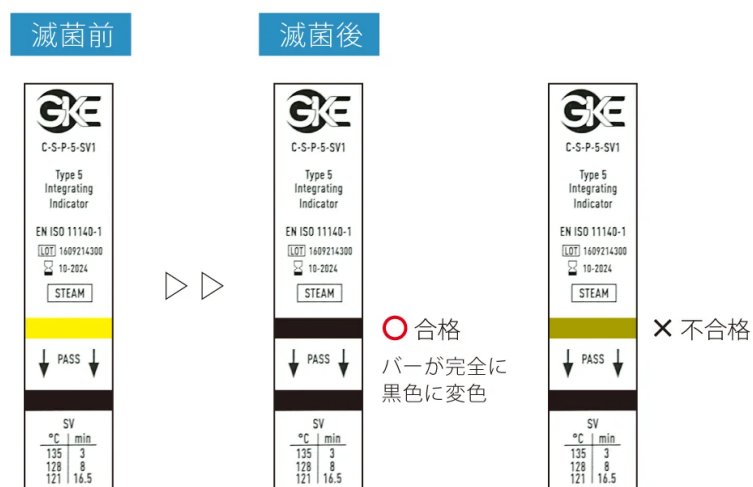 滅菌前
滅菌後
GKE
C-S-P-5-SV1
Type 5
Integrating
Indicator
EN ISO 11140-1
LOT 1609214300
10-2024
STEAM
PASS
SV
°C min
135 3
128 8
121 16.5
GKE
C-S-P-5-SV1
Type 5
Integrating
Indicator
EN ISO 11140-1
LOT 1609214300
10-2024
STEAM
PASS
SV
°C min
135 3
128 8
121 16.5
合格
バーが完全に
黒色に変色
GKE
C-S-P-5-SV1
Type 5
Integrating
Indicator
EN ISO 11140-1
LOT 1609214300
10-2024
STEAM
PASS
SV
°C min
135 3
128 8
121 16.5
不合格